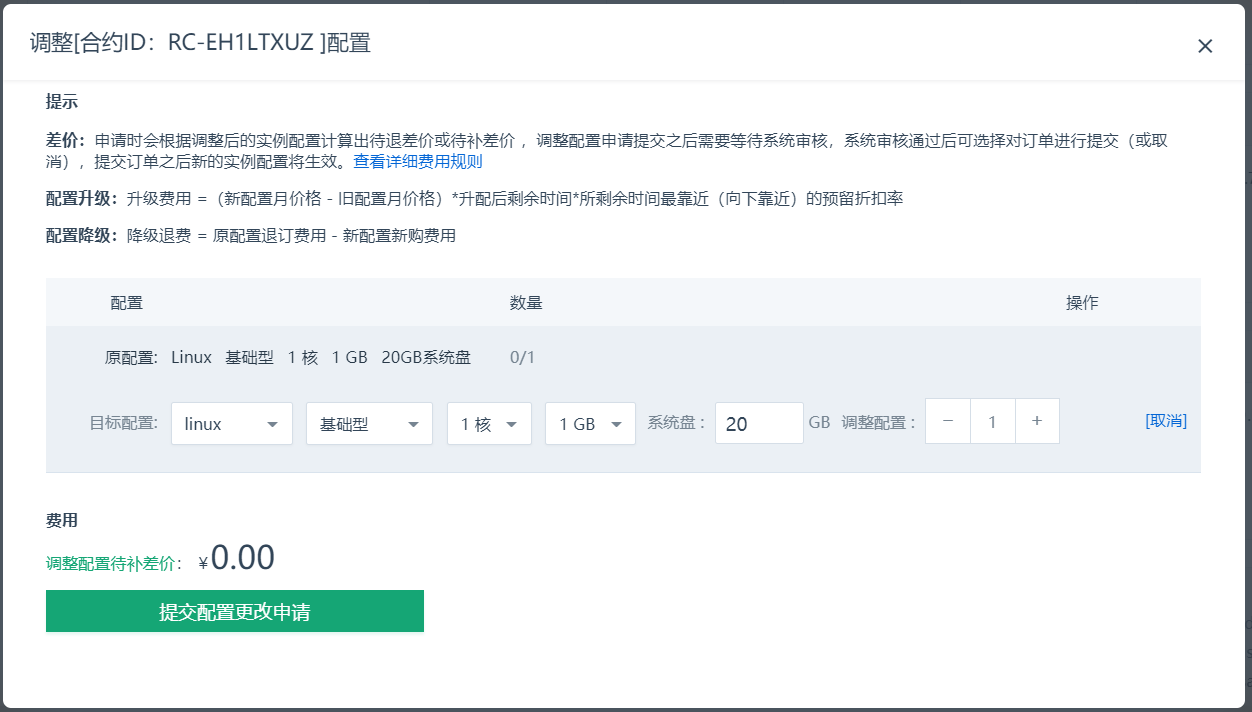 调整[合约ID：RC-EH1LTXUZ ]配置
提示
差价：申请时会根据调整后的实例配置计算出待退差价或待补差价 ，调整配置申请提交之后需要等待系统审核，系统审核通过后可选择对订单进行提交（或取
消），提交订单之后新的实例配置将生效。查看详细费用规则
配置升级：升级费用 =（新配置月价格 - 旧配置月价格）*升配后剩余时间*所剩余时间最靠近（向下靠近）的预留折扣率
配置降级：降级退费 = 原配置退订费用 - 新配置新购费用
配置 数量 操作
原配置: Linux 基础型 1 核 1 GB 20GB系统盘 0/1
目标配置: linux 基础型 1 核 1 GB 系统盘 : 20 GB 调整配置 : − 1 + [取消]
费用
调整配置待补差价： ¥0.00
提交配置更改申请